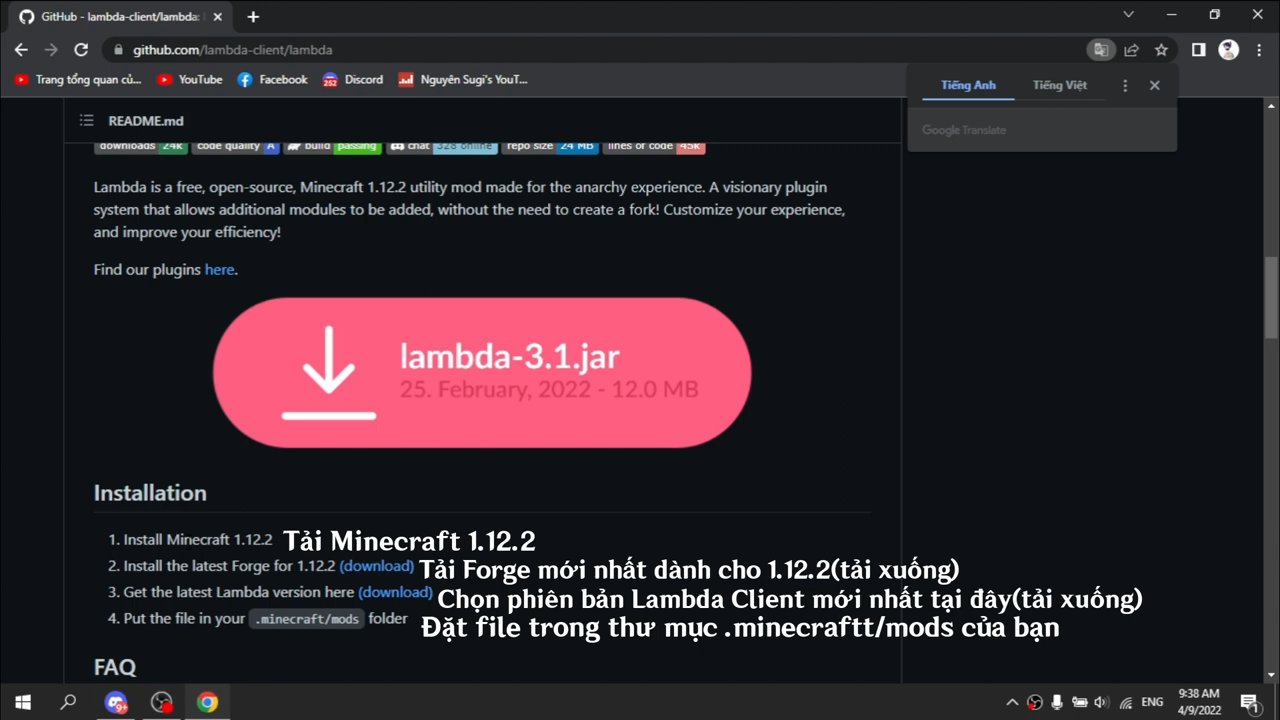 GitHub - lambda-client/lambda:
github.com/lambda-client/lambda
Trang tổng quan củ... YouTube Facebook 252 Discord Nguyên Sugi's YouT...
Tiếng Anh Tiếng Việt
Google Translate
README.md
downloads 24k code quality A build passing chat 328 online repo size 24 MB lines of code 45k
Lambda is a free, open-source, Minecraft 1.12.2 utility mod made for the anarchy experience. A visionary plugin
system that allows additional modules to be added, without the need to create a fork! Customize your experience,
and improve your efficiency!
Find our plugins here.
lambda-3.1.jar
25. February, 2022 - 12.0 MB
Installation
1. Install Minecraft 1.12.2 Tải Minecraft 1.12.2
2. Install the latest Forge for 1.12.2 (download) Tải Forge mới nhất dành cho 1.12.2(tải xuống)
3. Get the latest Lambda version here (download) Chọn phiên bản Lambda Client mới nhất tại đây(tải xuống)
4. Put the file in your .minecraft/mods folder Đặt file trong thư mục .minecraftt/mods của bạn
FAQ
ENG
9:38 AM
4/9/2022